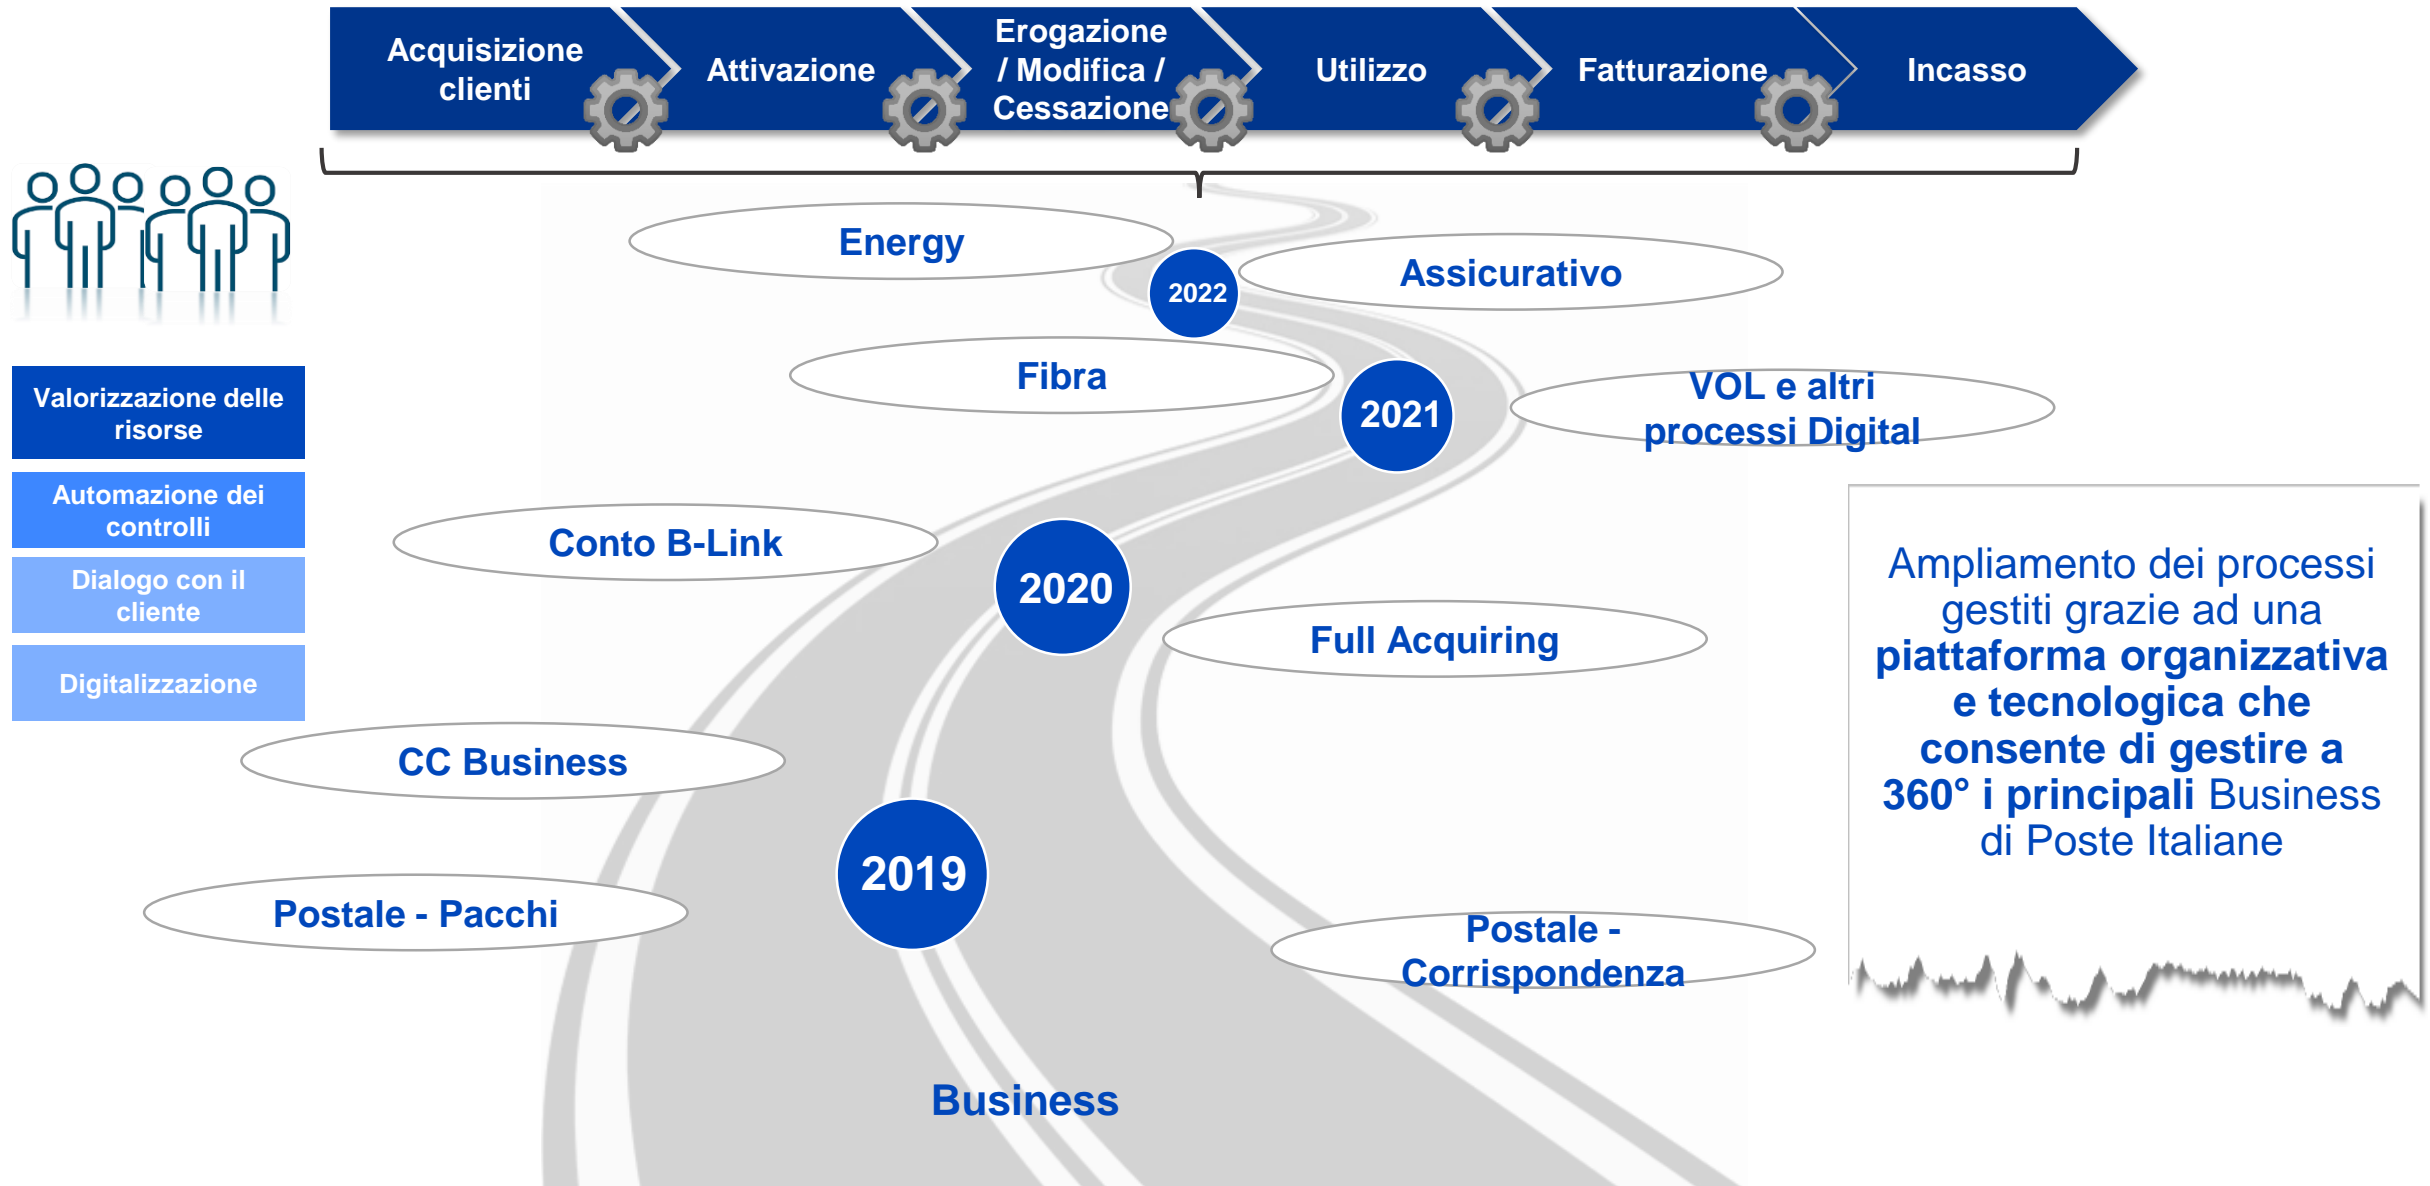 Acquisizione
clienti
Attivazione
Erogazione
/ Modifica /
Cessazione
Utilizzo
Fatturazione
Incasso
Energy
2022
Assicurativo
Fibra
2021
VOL e altri
processi Digital
Valorizzazione delle
risorse
Automazione dei
controlli
Dialogo con il
cliente
Digitalizzazione
Conto B-Link
2020
Full Acquiring
CC Business
2019
Postale - Pacchi
Postale -
Corrispondenza
Business
Ampliamento dei processi
gestiti grazie ad una
piattaforma organizzativa
e tecnologica che
consente di gestire a
360° i principali Business
di Poste Italiane